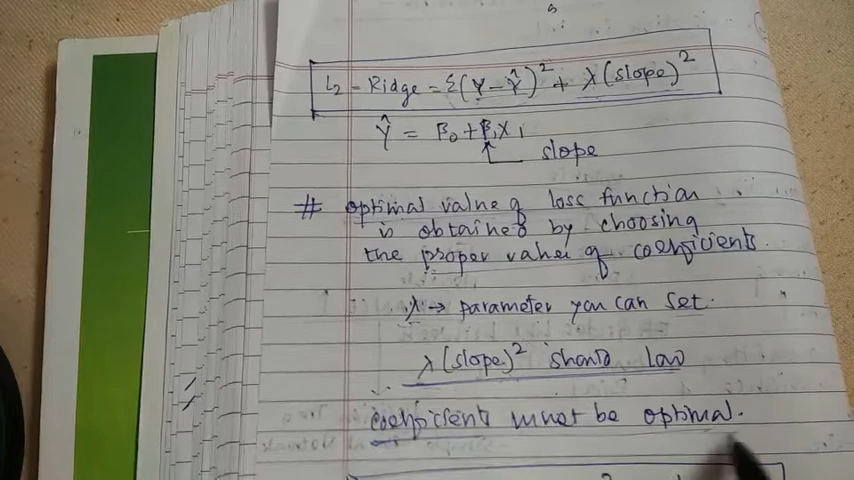 L2 - Ridge = Σ(Y - Ŷ)² + λ(slope)²
Ŷ = β0 + β1X1
slope
# optimal value of loss function
is obtained by choosing
the proper value of coefficients
λ → parameter you can set.
λ(slope)² should low
coefficients must be optimal.